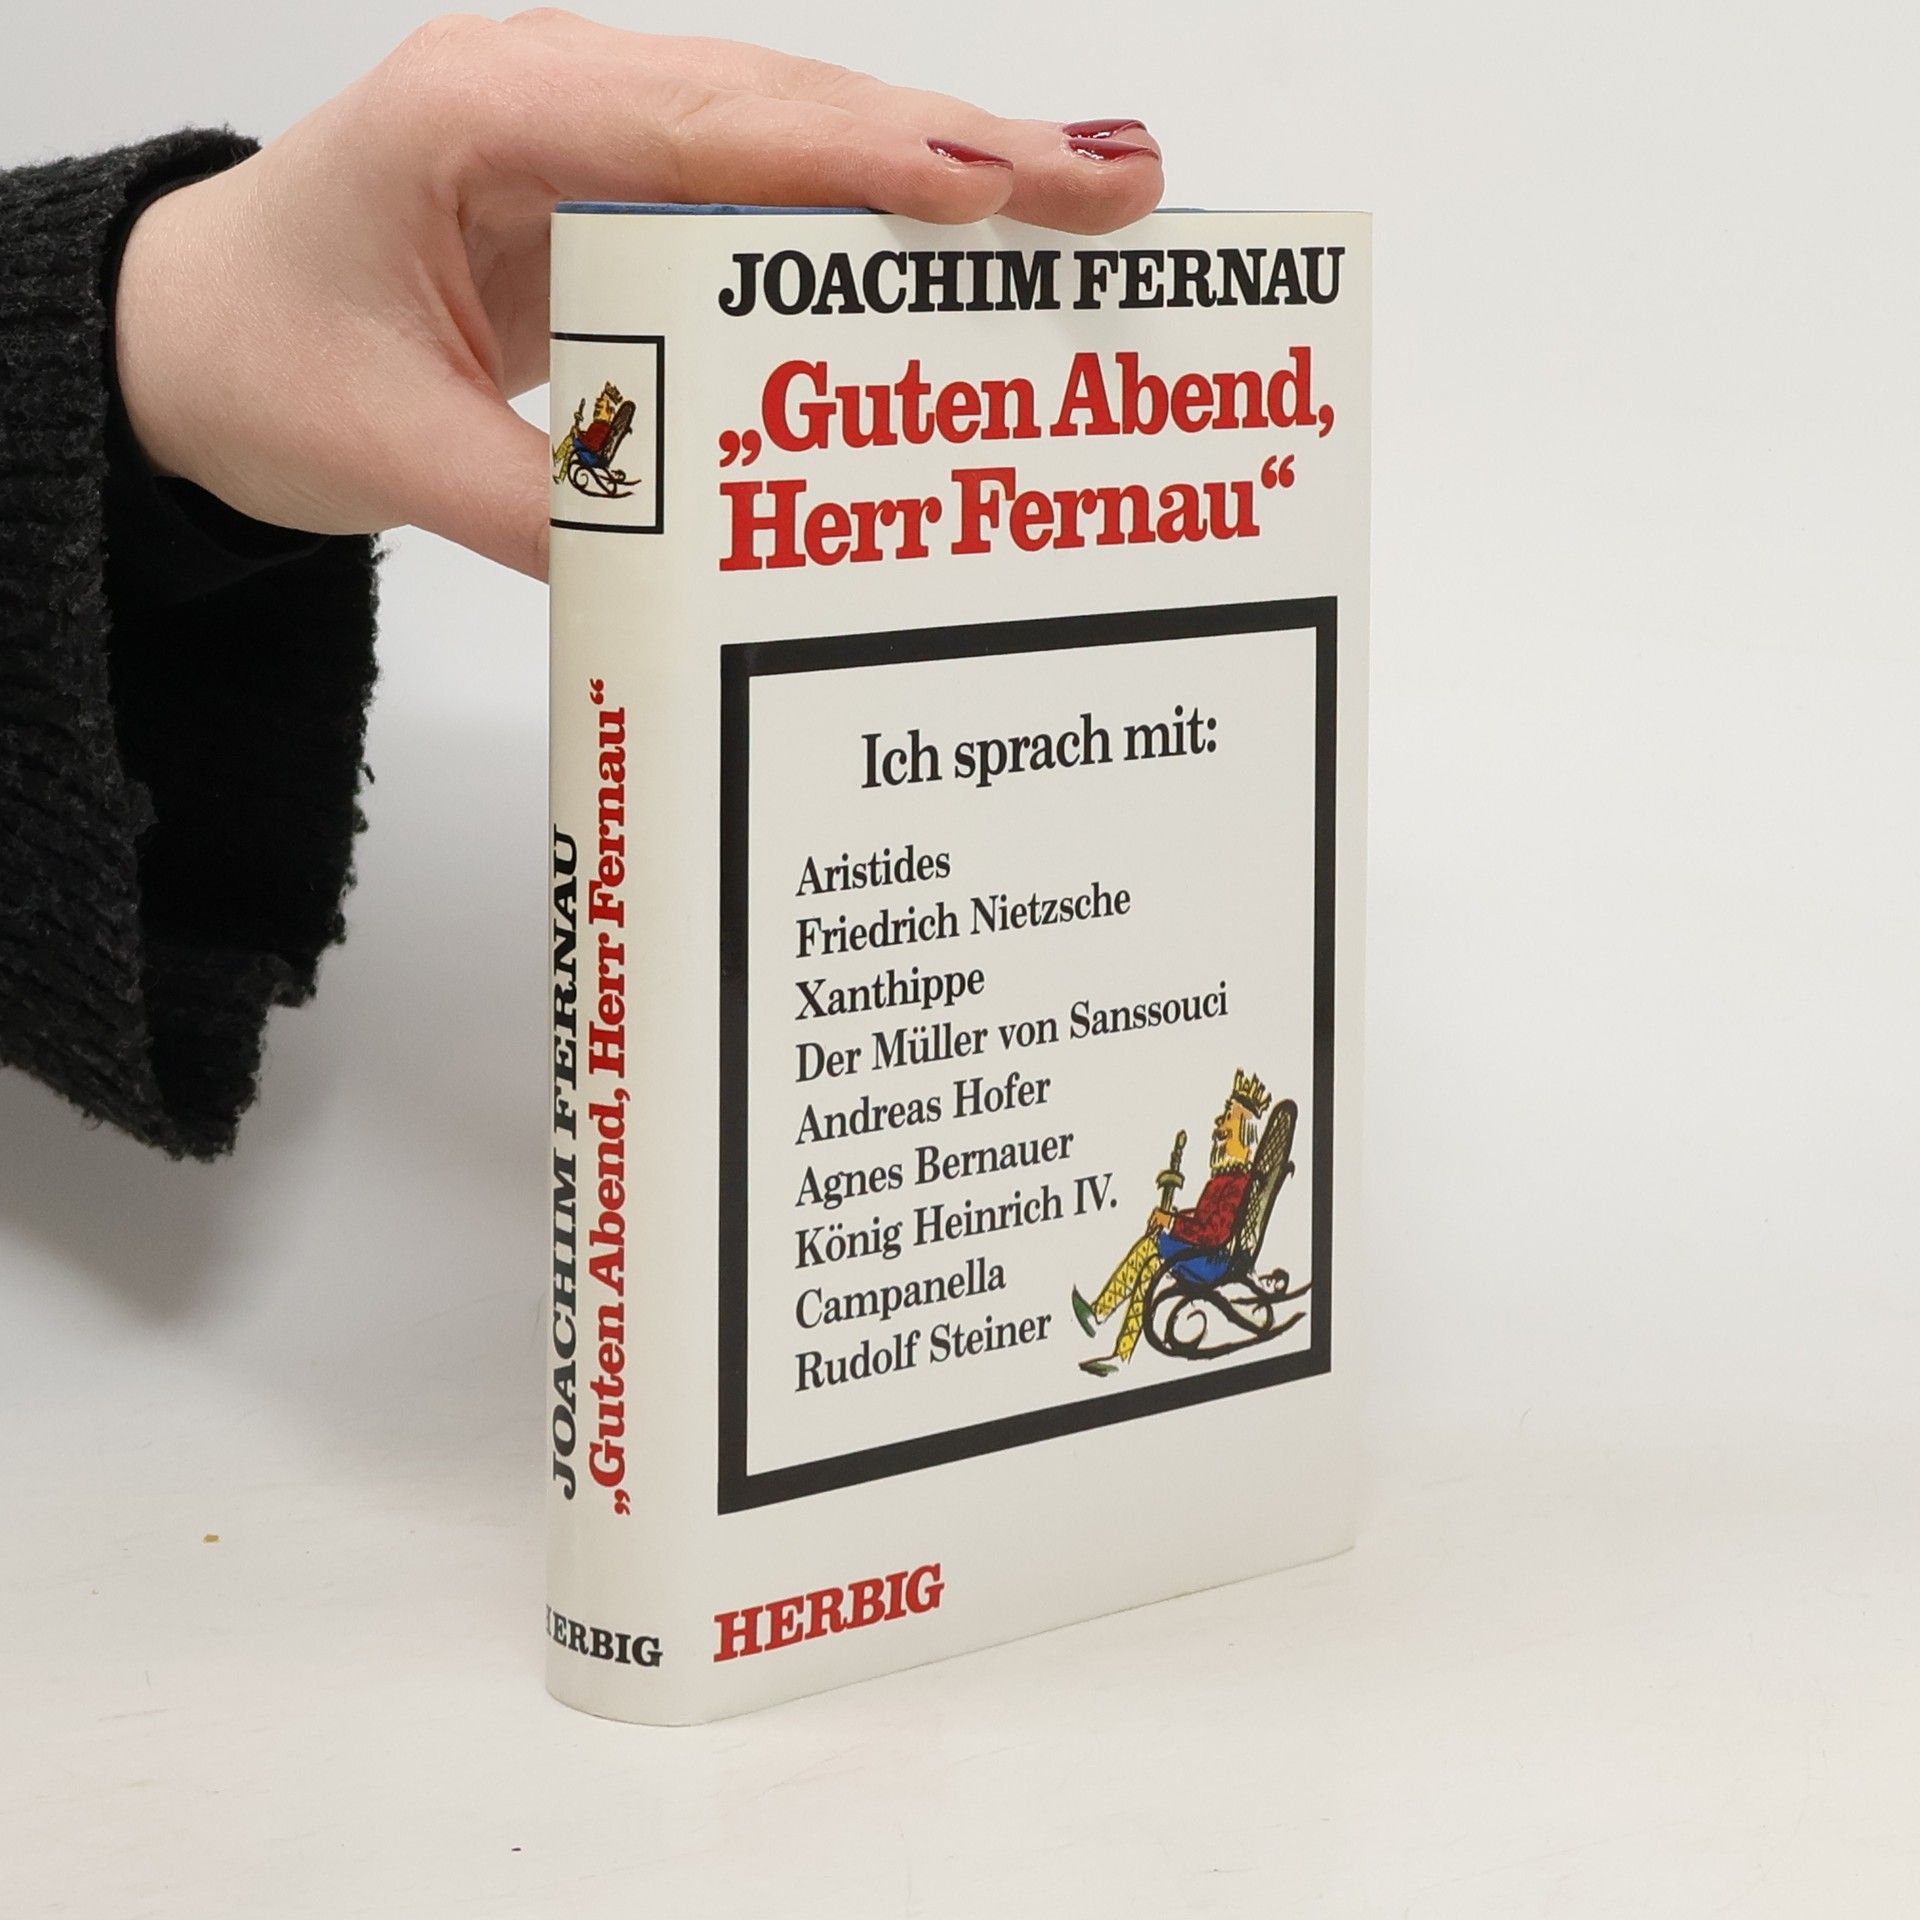 JOACHIM FERNAU
„Guten Abend,
Herr Fernau“
Ich sprach mit:
Aristides
Friedrich Nietzsche
Xanthippe
Der Müller von Sanssouci
Andreas Hofer
Agnes Bernauer
König Heinrich IV.
Campanella
Rudolf Steiner
HERBIG
JOACHIM FERNAU
„Guten Abend, Herr Fernau“
HERBIG